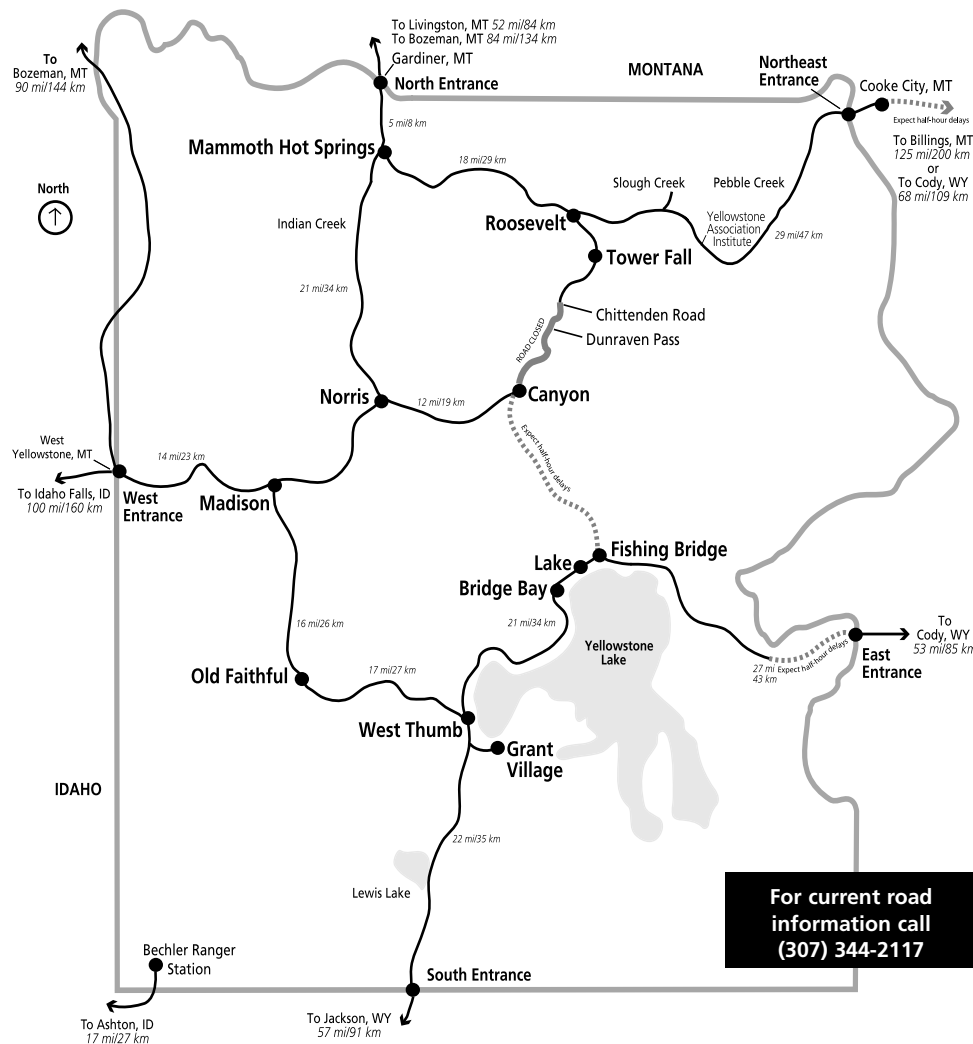 To Livingston, MT 52 mi/84 km
To Bozeman, MT 84 mi/134 km
Gardiner, MT
North Entrance
MONTANA
To
Bozeman, MT
90 mi/144 km
Northeast
Entrance
Cooke City, MT
Expect half-hour delays
To Billings, MT
125 mi/200 km
or
To Cody, WY
68 mi/109 km
5 mi/8 km
Mammoth Hot Springs
18 mi/29 km
North
Slough Creek
Pebble Creek
Indian Creek
Roosevelt
Yellowstone
Association
Institute
29 mi/47 km
Tower Fall
21 mi/34 km
Chittenden Road
ROAD CLOSED
Dunraven Pass
Norris
12 mi/19 km
Canyon
Expect half-hour delays
West
Yellowstone, MT
14 mi/23 km
To Idaho Falls, ID
100 mi/160 km
West
Entrance
Madison
Fishing Bridge
Lake
Bridge Bay
16 mi/26 km
21 mi/34 km
Yellowstone
Lake
To
Cody, WY
53 mi/85 km
Expect half-hour delays
27 mi
43 km
East
Entrance
Old Faithful
17 mi/27 km
West Thumb
Grant
Village
IDAHO
22 mi/35 km
Lewis Lake
For current road
information call
(307) 344-2117
Bechler Ranger
Station
South Entrance
To Ashton, ID
17 mi/27 km
To Jackson, WY
57 mi/91 km